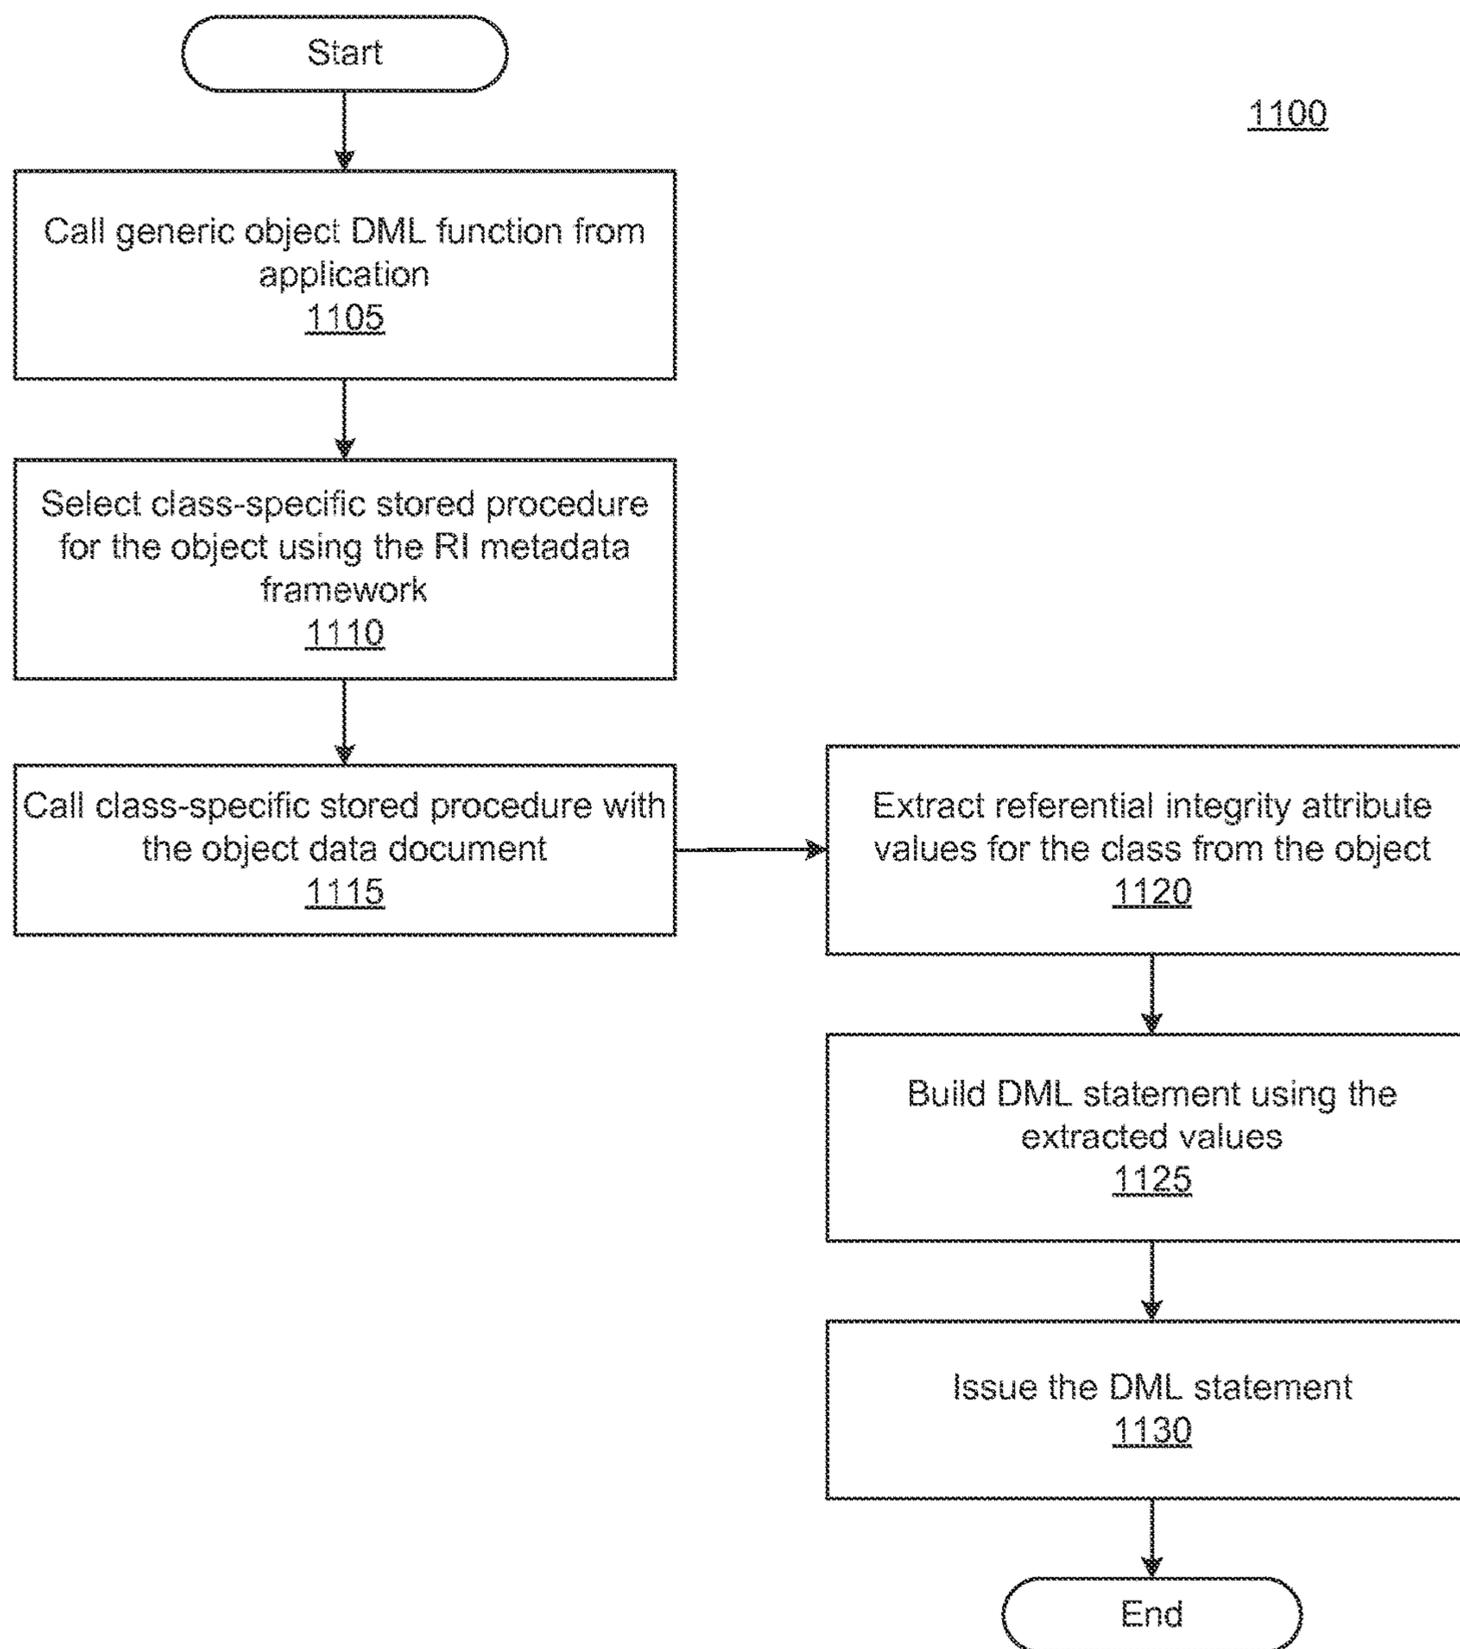 Start
1100
Call generic object DML function from
application
1105
Select class-specific stored procedure
for the object using the RI metadata
framework
1110
Call class-specific stored procedure with
the object data document
1115
Extract referential integrity attribute
values for the class from the object
1120
Build DML statement using the
extracted values
1125
Issue the DML statement
1130
End